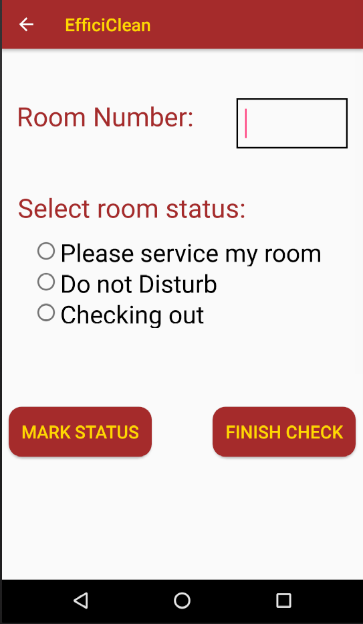 EfficiClean
Room Number:
Select room status:
Please service my room
Do not Disturb
Checking out
MARK STATUS
FINISH CHECK